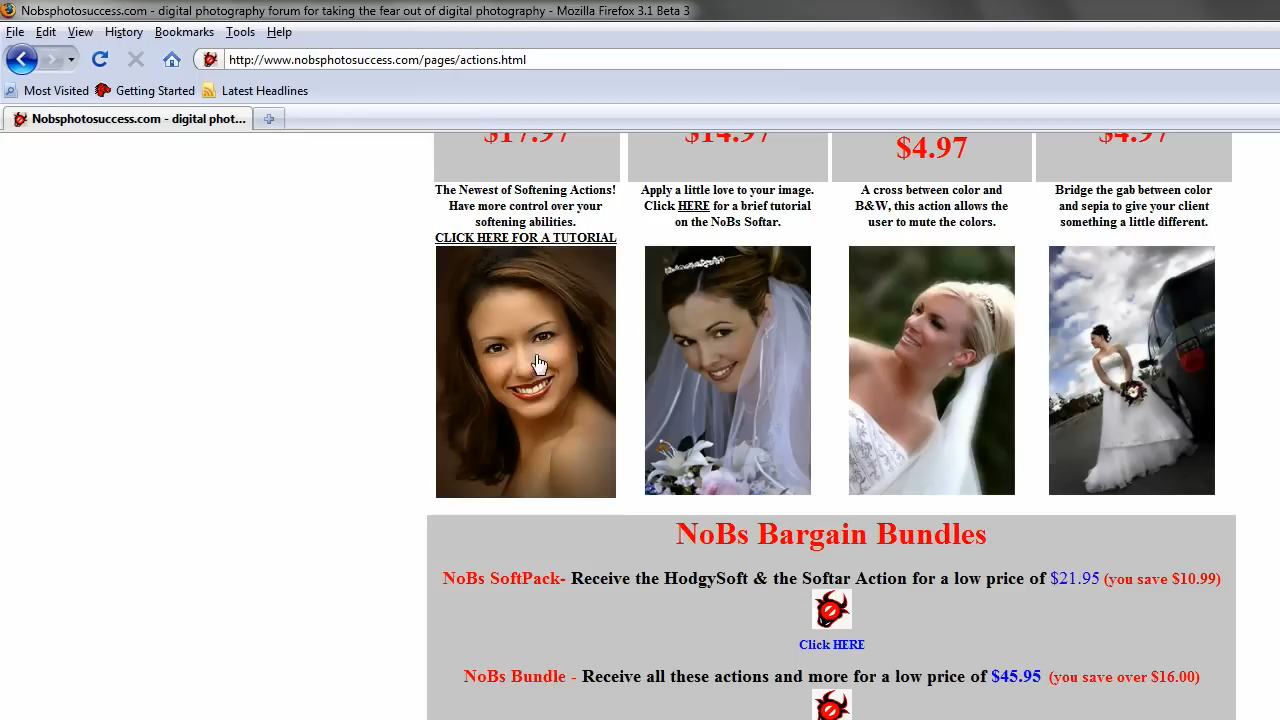 Nobsphotosuccess.com - digital photography forum for taking the fear out of digital photography - Mozilla Firefox 3.1 Beta 3
File Edit View History Bookmarks Tools Help
http://www.nobsphotosuccess.com/pages/actions.html
Most Visited Getting Started Latest Headlines
Nobsphotosuccess.com - digital phot...
$17.97 $14.97 $4.97 $4.97
The Newest of Softening Actions!
Have more control over your
softening abilities.
CLICK HERE FOR A TUTORIAL
Apply a little love to your image.
Click HERE for a brief tutorial
on the NoBs Softar.
A cross between color and
B&W, this action allows the
user to mute the colors.
Bridge the gab between color
and sepia to give your client
something a little different.
NoBs Bargain Bundles
NoBs SoftPack- Receive the HodgySoft & the Softar Action for a low price of $21.95 (you save $10.99)
Click HERE
NoBs Bundle - Receive all these actions and more for a low price of $45.95 (you save over $16.00)